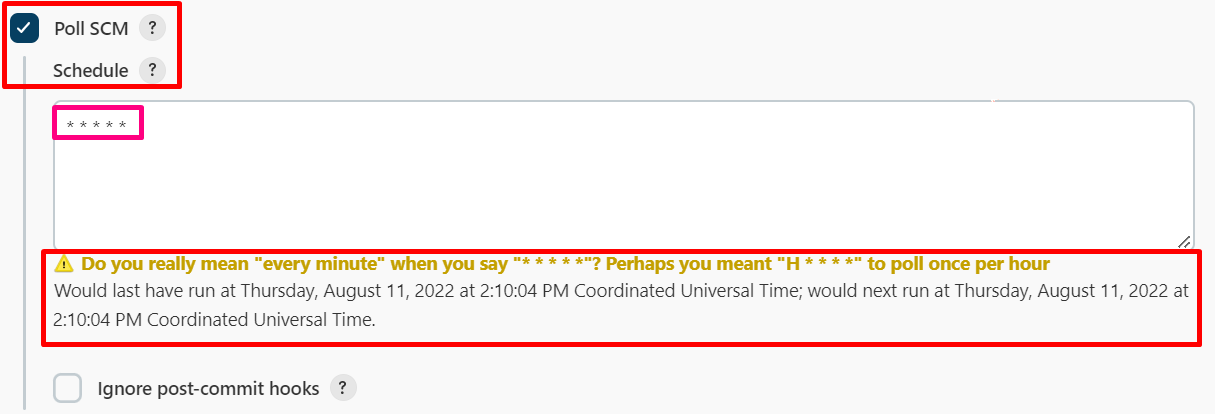 Poll SCM ?
Schedule ?
* * * * *
Do you really mean "every minute" when you say "* * * * *"? Perhaps you meant "H * * * *" to poll once per hour
Would last have run at Thursday, August 11, 2022 at 2:10:04 PM Coordinated Universal Time; would next run at Thursday, August 11, 2022 at
2:10:04 PM Coordinated Universal Time.
Ignore post-commit hooks ?